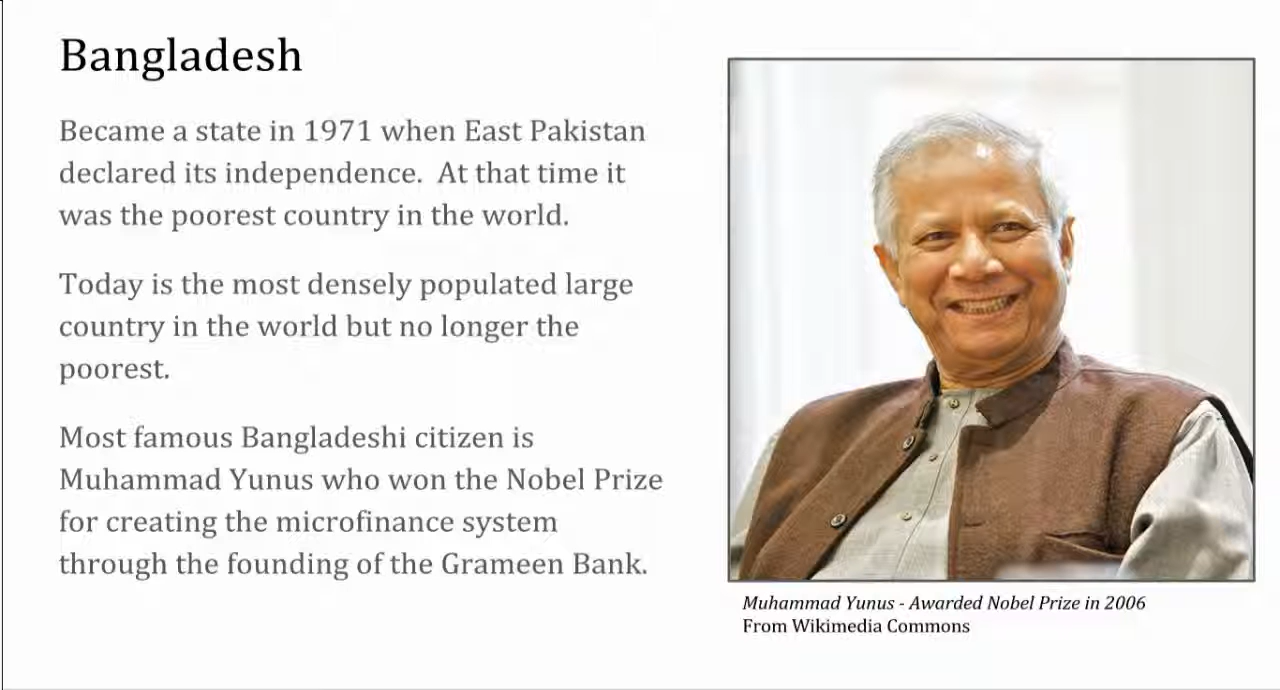 Bangladesh
Became a state in 1971 when East Pakistan
declared its independence.  At that time it
was the poorest country in the world.
Today is the most densely populated large
country in the world but no longer the
poorest.
Most famous Bangladeshi citizen is
Muhammad Yunus who won the Nobel Prize
for creating the microfinance system
through the founding of the Grameen Bank.
Muhammad Yunus - Awarded Nobel Prize in 2006
From Wikimedia Commons